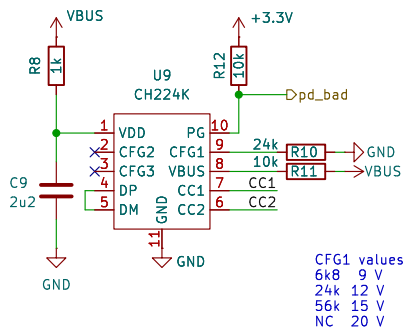 VBUS
+3.3V
R8
1k
R12
10k
U9
CH224K
pd_bad
1 VDD PG 10
2 CFG2 CFG1 9 24k R10 GND
3 CFG3 VBUS 8 10k R11 VBUS
4 DP CC1 7 CC1
5 DM CC2 6 CC2
GND
11
C9
2u2
GND
GND
CFG1 values
6k8 9 V
24k 12 V
56k 15 V
NC 20 V